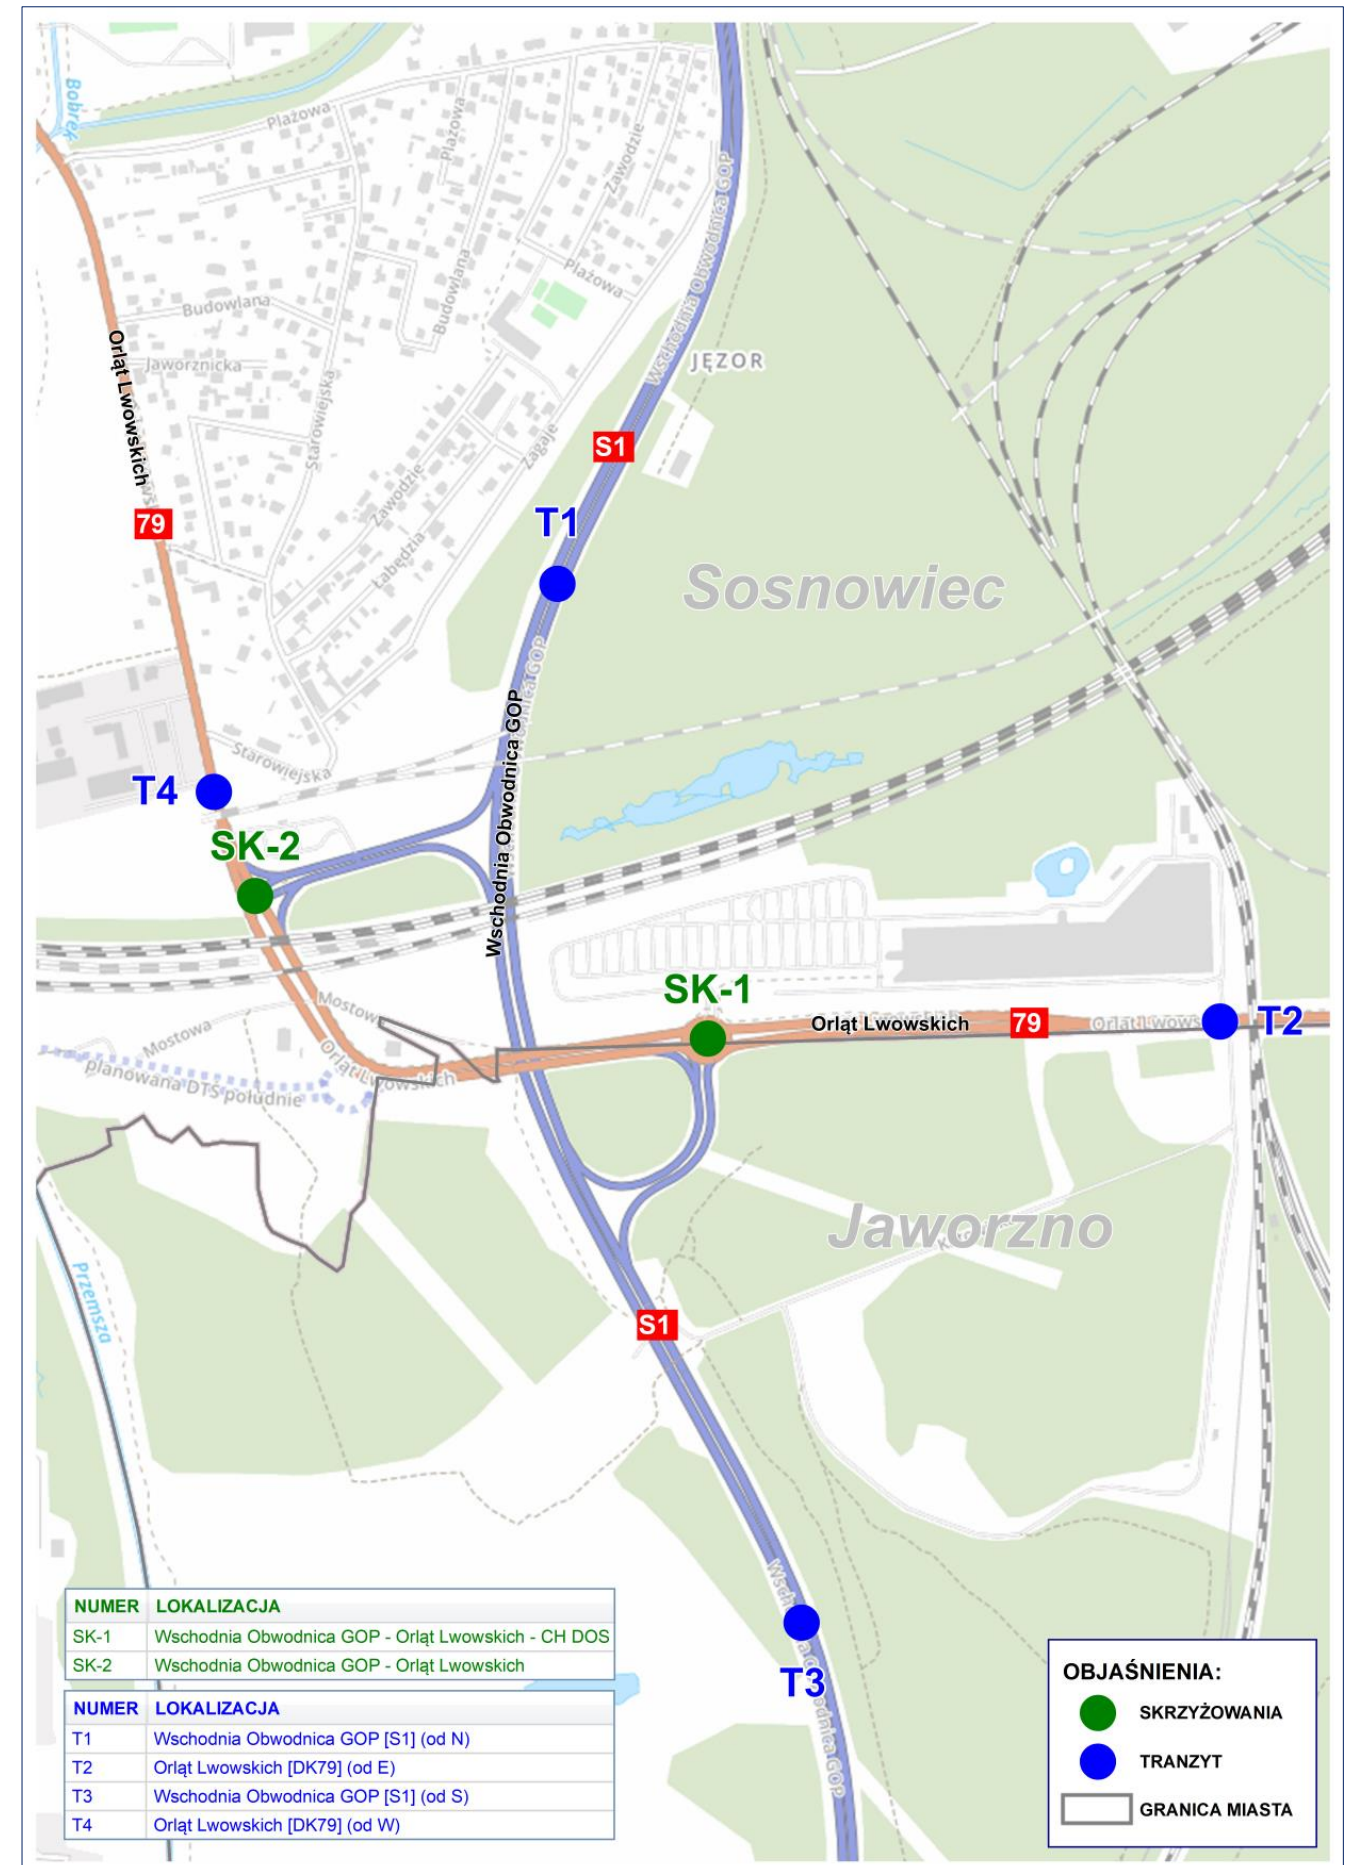 Bobrek
Plażowa
Plażowa
Zawodzie
Wschodnia Obwodnica GOP
Plażowa
Budowlana
Budowlana
Orląt Lwowskich
Jaworznicka
JĘZOR
Starowiejska
S1
Zagaje
Zawodzie
79
T1
Łabędzia
Sosnowiec
Wschodnia Obwodnica GOP
Starowiejska
T4
SK-2
SK-1
Mostowa
Orląt Lwowskich
79
T2
Mostowa
Orląt Lwowskich
planowana DTŚ południe
Jaworzno
Przemsza
S1
T3
NUMER LOKALIZACJA
SK-1 Wschodnia Obwodnica GOP - Orląt Lwowskich - CH DOS
SK-2 Wschodnia Obwodnica GOP - Orląt Lwowskich
NUMER LOKALIZACJA
T1 Wschodnia Obwodnica GOP [S1] (od N)
T2 Orląt Lwowskich [DK79] (od E)
T3 Wschodnia Obwodnica GOP [S1] (od S)
T4 Orląt Lwowskich [DK79] (od W)
OBJAŚNIENIA:
SKRZYŻOWANIA
TRANZYT
GRANICA MIASTA